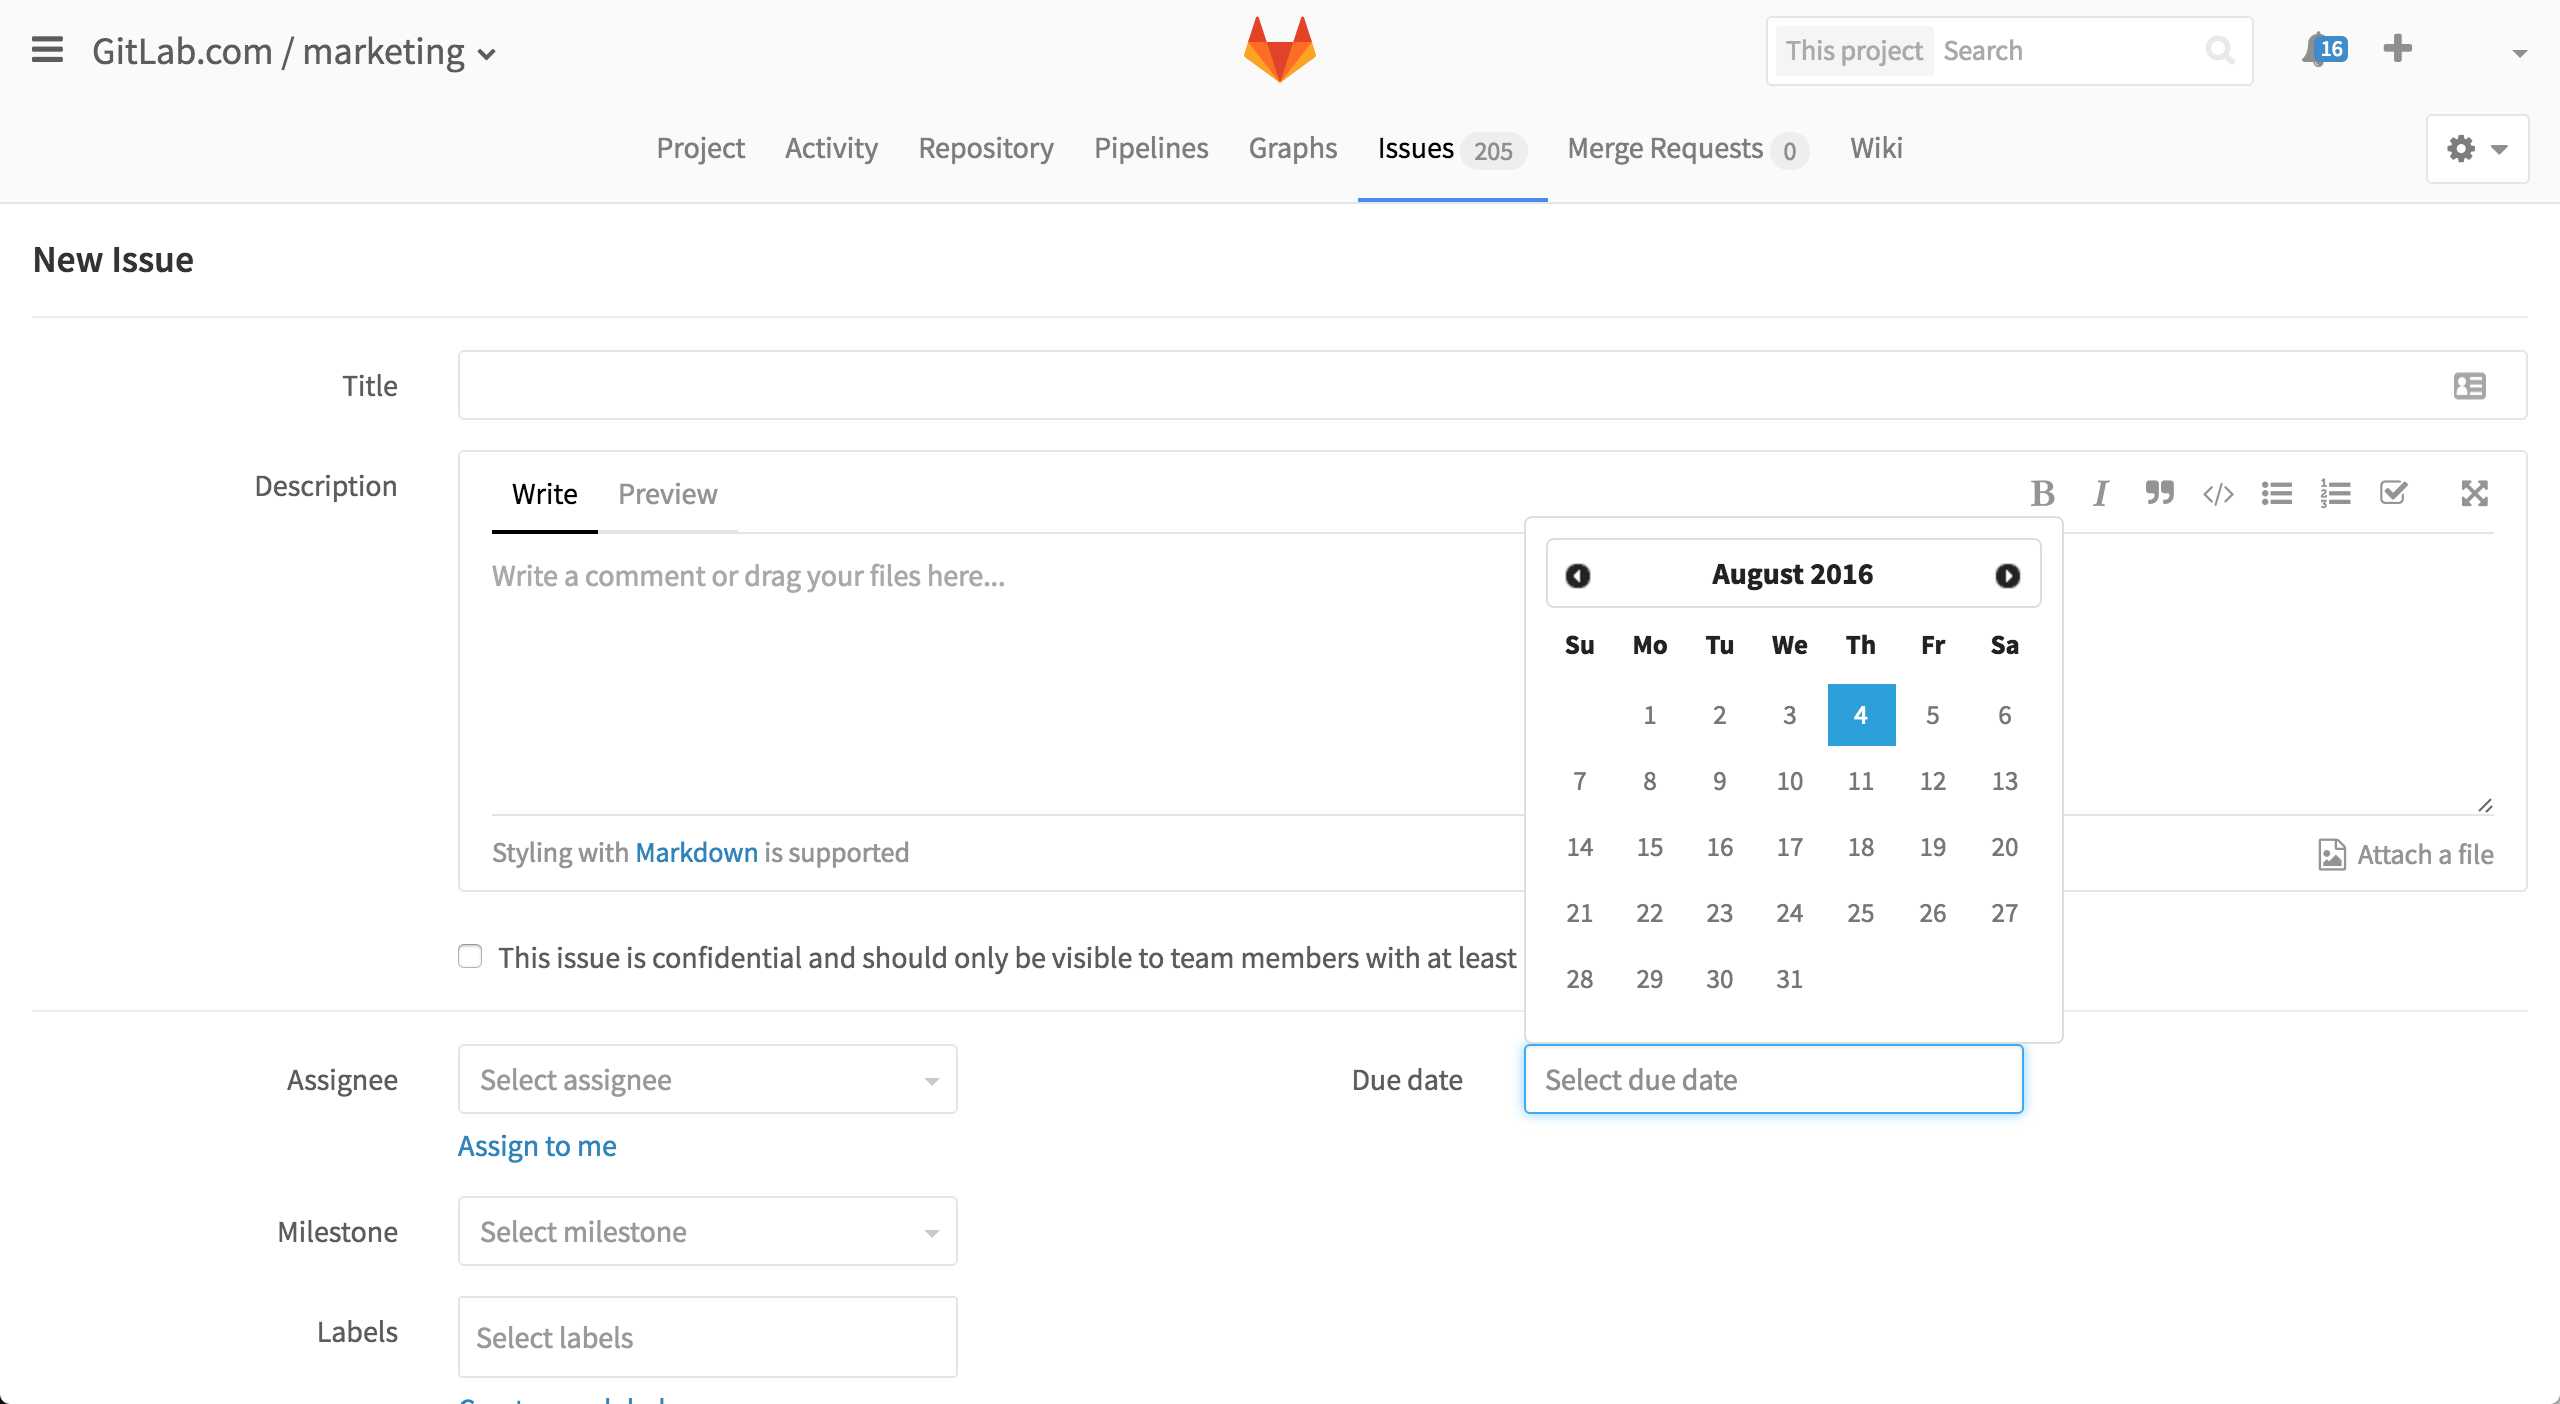 GitLab.com / marketing
This project Search
16
Project Activity Repository Pipelines Graphs Issues 205 Merge Requests 0 Wiki
New Issue
Title
Description
Write Preview
Write a comment or drag your files here...
Styling with Markdown is supported
Attach a file
August 2016
Su Mo Tu We Th Fr Sa
1 2 3 4 5 6
7 8 9 10 11 12 13
14 15 16 17 18 19 20
21 22 23 24 25 26 27
28 29 30 31
This issue is confidential and should only be visible to team members with at least
Assignee Select assignee
Due date Select due date
Assign to me
Milestone Select milestone
Labels Select labels